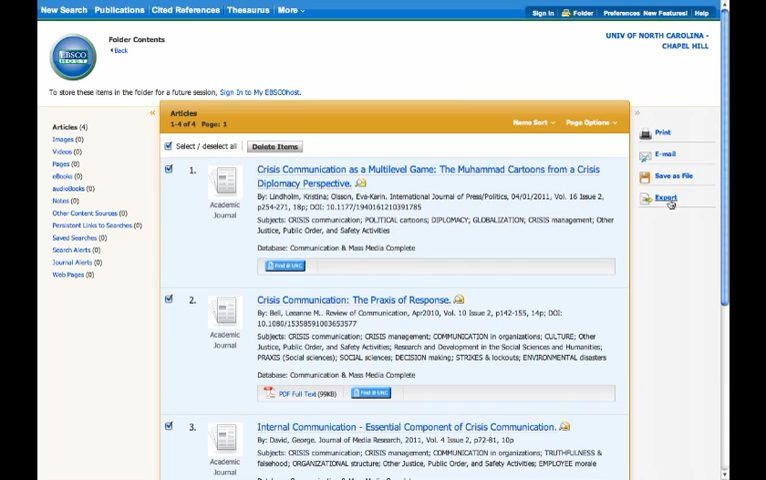 New Search Publications Cited References Thesaurus More
Sign In Folder Preferences New Features! Help
EBSCO
HOST
Folder Contents
Back
UNIV OF NORTH CAROLINA -
CHAPEL HILL
To store these items in the folder for a future session, Sign In to My EBSCOhost.
«
Articles (4)
Images (0)
Videos (0)
Pages (0)
eBooks (0)
audioBooks (0)
Notes (0)
Other Content Sources (0)
Persistent Links to Searches (0)
Saved Searches (0)
Search Alerts (0)
Journal Alerts (0)
Web Pages (0)
Articles
1-4 of 4 Page: 1
Name Sort Page Options
Select / deselect all Delete Items
1. Crisis Communication as a Multilevel Game: The Muhammad Cartoons from a Crisis
Diplomacy Perspective.
By: Lindholm, Kristina; Olsson, Eva-Karin. International Journal of Press/Politics, 04/01/2011, Vol. 16 Issue 2,
p254-271, 18p; DOI: 10.1177/1940161210391785
Subjects: CRISIS communication; POLITICAL cartoons; DIPLOMACY; GLOBALIZATION; CRISIS management; Other
Justice, Public Order, and Safety Activities
Database: Communication & Mass Media Complete
Find @ UNC
Academic
Journal
2. Crisis Communication: The Praxis of Response.
By: Bell, Leeanne M.. Review of Communication, Apr2010, Vol. 10 Issue 2, p142-155, 14p; DOI:
10.1080/15358591003653577
Subjects: CRISIS communication; CRISIS management; COMMUNICATION in organizations; CULTURE; Other
Justice, Public Order, and Safety Activities; Research and Development in the Social Sciences and Humanities;
PRAXIS (Social sciences); SOCIAL sciences; DECISION making; STRIKES & lockouts; ENVIRONMENTAL disasters
Database: Communication & Mass Media Complete
PDF Full Text (99KB) Find @ UNC
Academic
Journal
3. Internal Communication - Essential Component of Crisis Communication.
By: David, George. Journal of Media Research, 2011, Vol. 4 Issue 2, p72-81, 10p
Subjects: CRISIS communication; CRISIS management; COMMUNICATION in organizations; TRUTHFULNESS &
falsehood; ORGANIZATIONAL structure; Other Justice, Public Order, and Safety Activities; EMPLOYEE morale
Academic
Journal
»
Print
E-mail
Save as File
Export